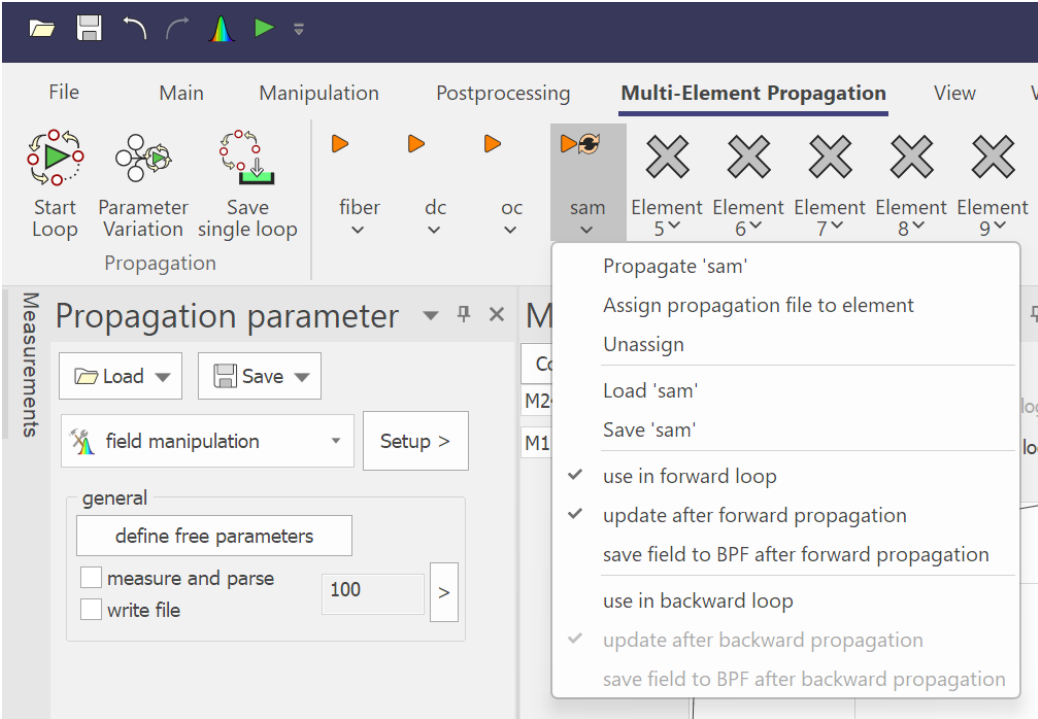 File Main Manipulation Postprocessing Multi-Element Propagation View
Start Loop
Parameter Variation
Save single loop
Propagation
fiber
dc
oc
sam
Element 5
Element 6
Element 7
Element 8
Element 9
Measurements
Propagation parameter
Load
Save
field manipulation
Setup >
general
define free parameters
measure and parse
write file
100
>
M
Propagate 'sam'
Assign propagation file to element
Unassign
Load 'sam'
Save 'sam'
use in forward loop
update after forward propagation
save field to BPF after forward propagation
use in backward loop
update after backward propagation
save field to BPF after backward propagation